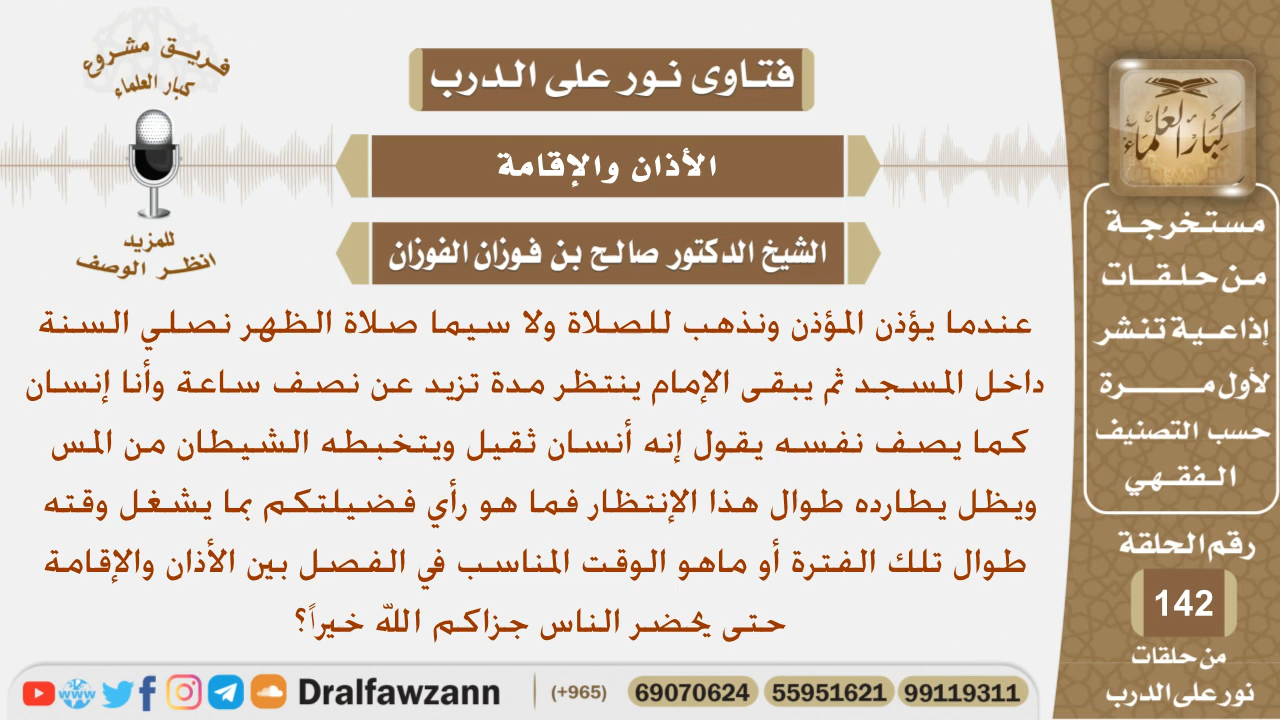 فريق مشروع
كبار العلماء
للمزيد
انظر الوصف
فتاوى نور على الدرب
الأذان والإقامة
الشيخ الدكتور صالح بن فوزان الفوزان
عندما يؤذن المؤذن ونذهب للصلاة ولا سيما صلاة الظهر نصلي السنة
داخل المسجد ثم يبقى الإمام ينتظر مدة تزيد عن نصف ساعة وأنا إنسان
كما يصف نفسه يقول إنه أنسان ثقيل ويتخبطه الشيطان من المس
ويظل يطارده طوال هذا الإنتظار فما هو رأي فضيلتكم بما يشغل وقته
طوال تلك الفترة أو ماهو الوقت المناسب في الفصل بين الأذان والإقامة
حتى يحضر الناس جزاكم الله خيراً؟
كبار العلماء
مستخرجة
من حلقات
إذاعية تنشر
لأول مرة
حسب التصنيف
الفقهي
رقم الحلقة
142
من حلقات
نور على الدرب
www
Dralfawzann
(+965) 69070624 55951621 99119311